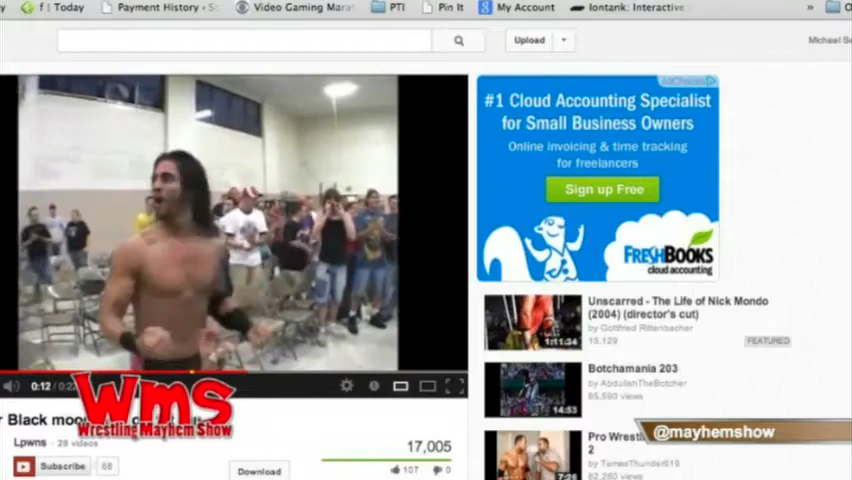 f | Today
Payment History
Video Gaming Mara
PTI
Pin It
My Account
Iontank: Interactive
»
Upload
AdChoices
#1 Cloud Accounting Specialist
for Small Business Owners
Online invoicing & time tracking
for freelancers
Sign up Free
FRESHBOOKS
cloud accounting
Unscarred - The Life of Nick Mondo
(2004) (director's cut)
by Gottfried Rittenbacher
15,129
FEATURED
1:11:34
0:12
Botchamania 203
by AbdullahTheBotcher
85,590 views
14:53
r Black moo
WMS
Wrestling Mayhem Show
Lpwns · 28 videos
17,005
Subscribe 68
Download
107
0
@mayhemshow
Pro Wrestli
2
by TomasThunder619
82,280 views
7:26